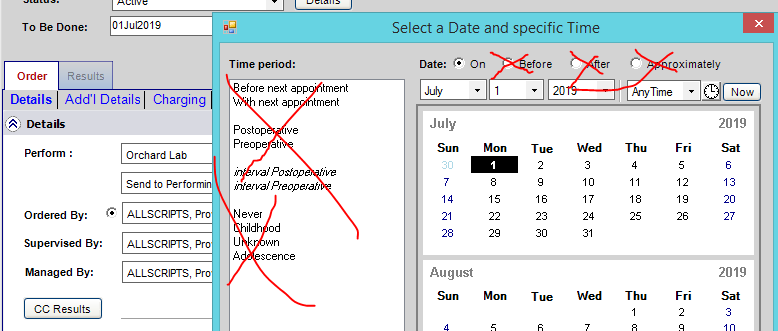 Status:
Active
Details
To Be Done:
01Jul2019
Order
Results
Details
Add'l Details
Charging
Details
Perform :
Orchard Lab
Send to Performin
Ordered By:
ALLSCRIPTS, Pro
Supervised By:
ALLSCRIPTS, Pro
Managed By:
ALLSCRIPTS, Pro
CC Results
Select a Date and specific Time
Time period:
Before next appointment
With next appointment
Postoperative
Preoperative
interval Postoperative
interval Preoperative
Never
Childhood
Unknown
Adolescence
Date:
On
Before
After
Approximately
July
1
2019
AnyTime
Now
July 2019
Sun Mon Tue Wed Thu Fri Sat
30 1 2 3 4 5 6
7 8 9 10 11 12 13
14 15 16 17 18 19 20
21 22 23 24 25 26 27
28 29 30 31
August 2019
Sun Mon Tue Wed Thu Fri Sat
1 2 3
4 5 6 7 8 9 10